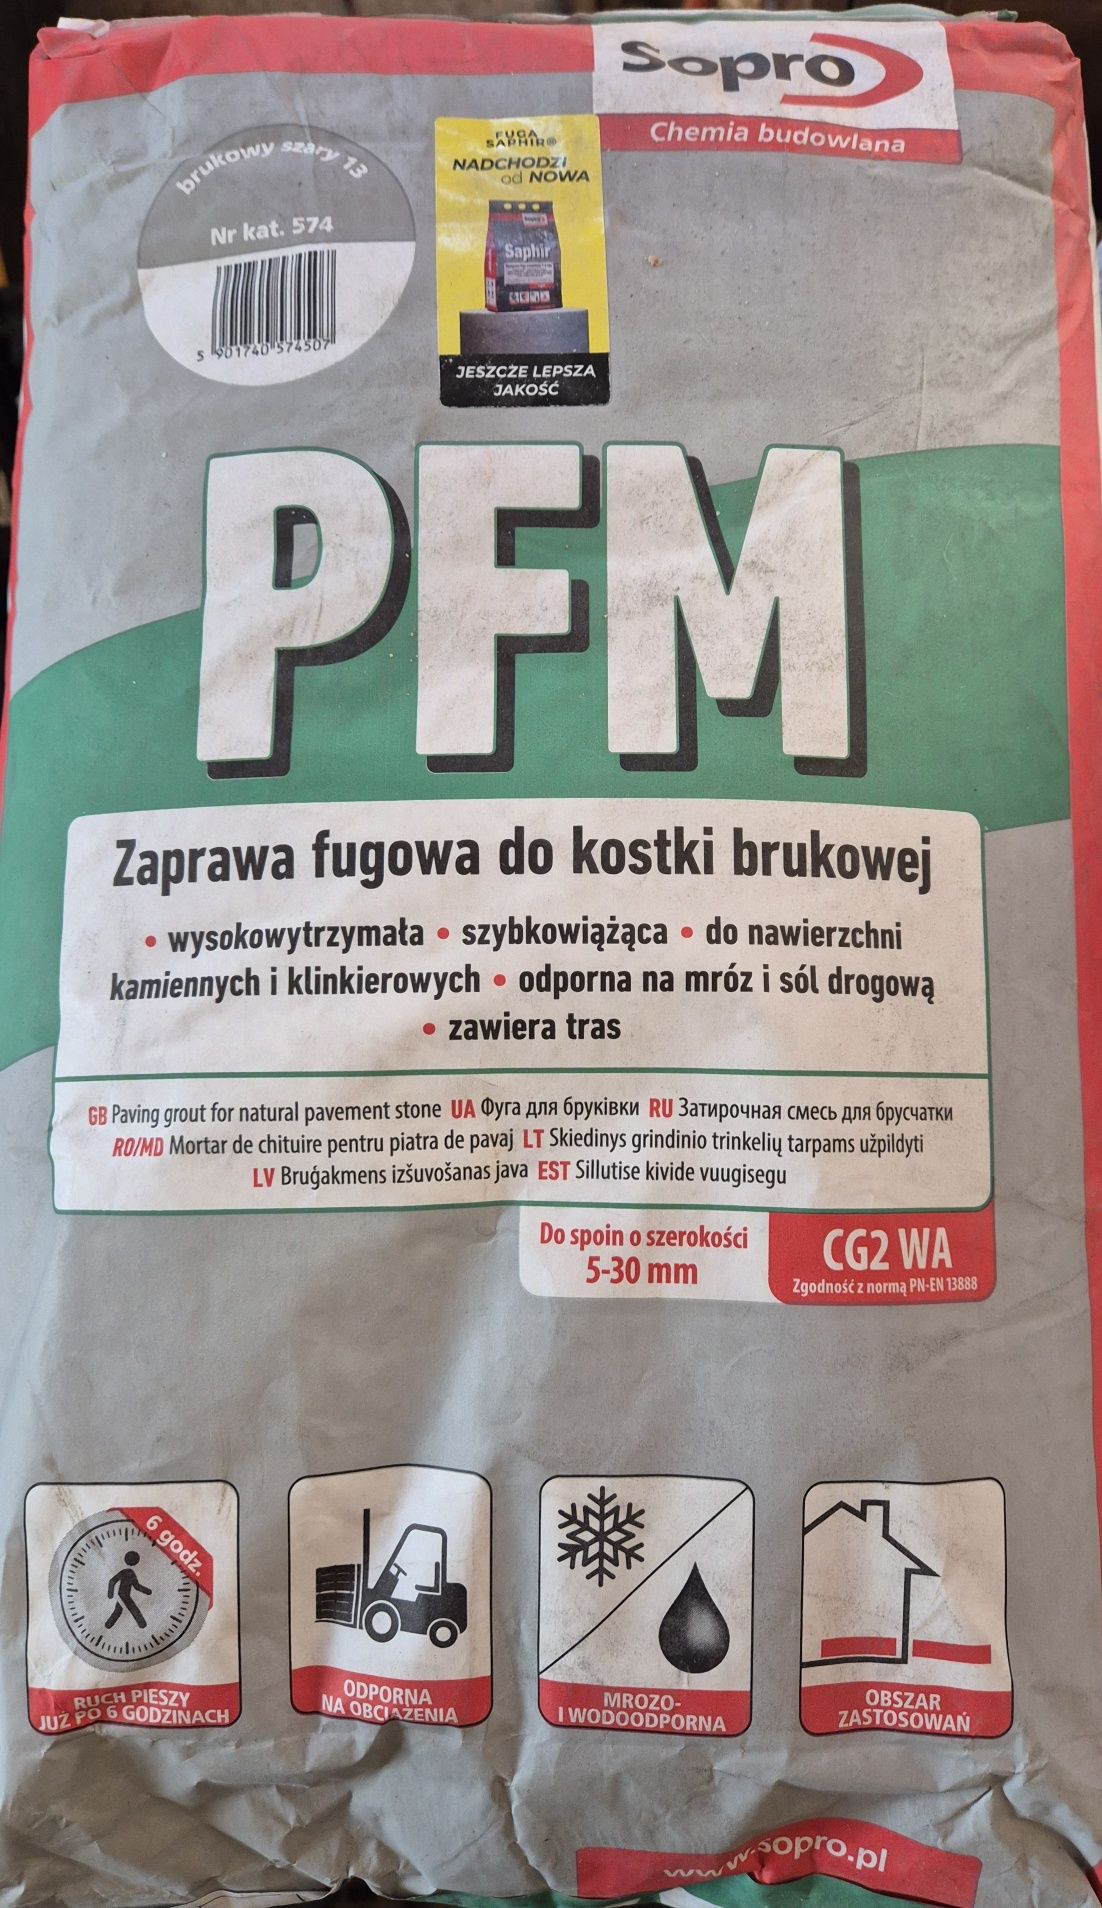 Sopro
Chemia budowlana
brukowy szary 13
Nr kat. 574
5 901740 574507
FUGA
SAPHIR®
NADCHODZI
od NOWA
Sopro
Saphir
JESZCZE LEPSZA
JAKOŚĆ
PFM
Zaprawa fugowa do kostki brukowej
• wysokowytrzymała • szybkowiążąca • do nawierzchni
kamiennych i klinkierowych • odporna na mróz i sól drogową
• zawiera tras
GB Paving grout for natural pavement stone UA Фуга для бруківки RU Затирочная смесь для брусчатки
RO/MD Mortar de chituire pentru piatra de pavaj LT Skiedinys grindinio trinkelių tarpams užpildyti
LV Bruģakmens izšuvošanas java EST Sillutise kivide vuugisegu
Do spoin o szerokości
5-30 mm
CG2 WA
Zgodność z normą PN-EN 13888
6 godz.
RUCH PIESZY
JUŻ PO 6 GODZINACH
ODPORNA
NA OBCIĄŻENIA
MROZO-
I WODOODPORNA
OBSZAR
ZASTOSOWAŃ
www.sopro.pl